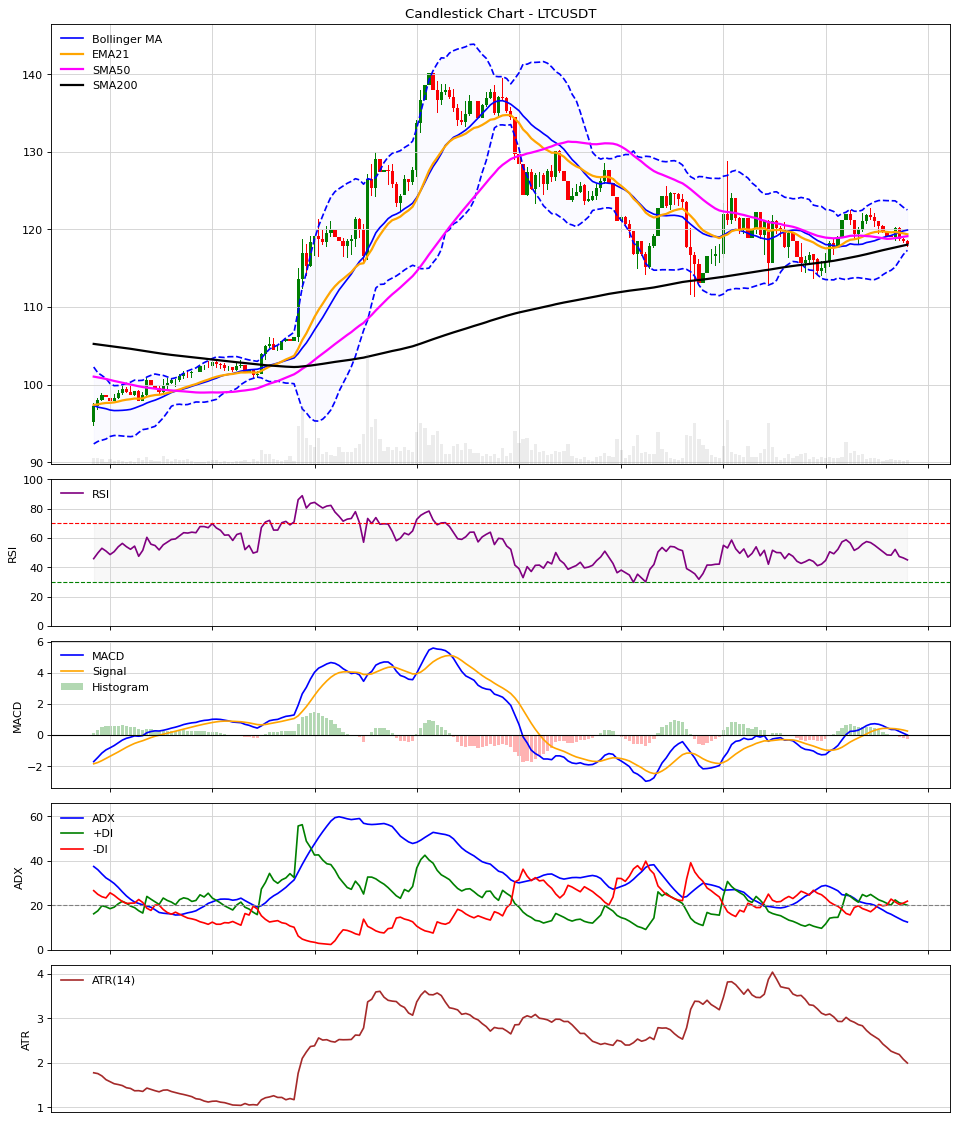 Candlestick Chart - LTCUSDT
Bollinger MA
EMA21
SMA50
SMA200
140
130
120
110
100
90
RSI
RSI
100
80
60
40
20
0
MACD
Signal
Histogram
MACD
6
4
2
0
−2
ADX
+DI
-DI
ADX
60
40
20
0
ATR(14)
ATR
4
3
2
1